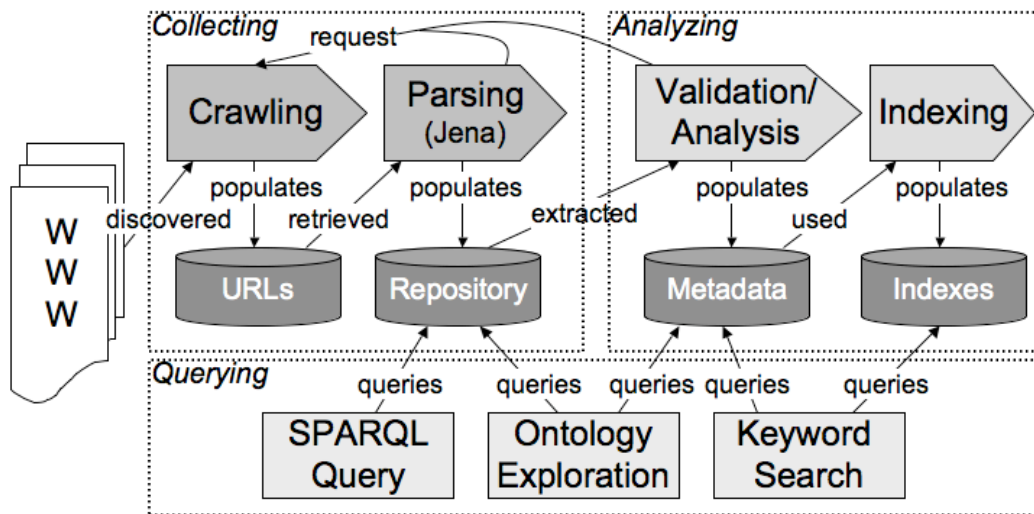 Collecting
Analyzing
request
Crawling
Parsing
(Jena)
Validation/
Analysis
Indexing
populates
populates
populates
populates
discovered
retrieved
extracted
used
W
W
W
URLs
Repository
Metadata
Indexes
Querying
queries
queries
queries
queries
queries
SPARQL
Query
Ontology
Exploration
Keyword
Search